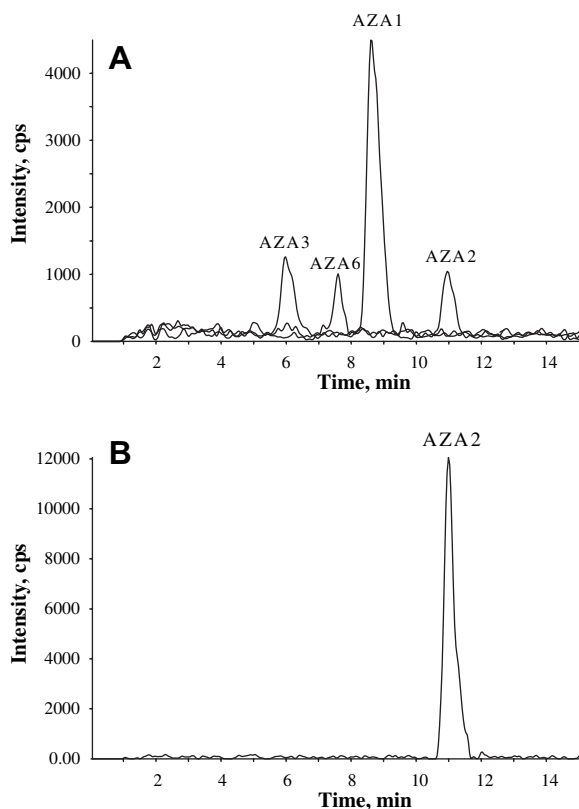 AZA1
A
4000
3000
2000
1000
0
Intensity, cps
AZA3
AZA6
AZA2
2 4 6 8 10 12 14
Time, min
B
AZA2
12000
10000
8000
6000
4000
2000
0.00
Intensity, cps
2 4 6 8 10 12 14
Time, min